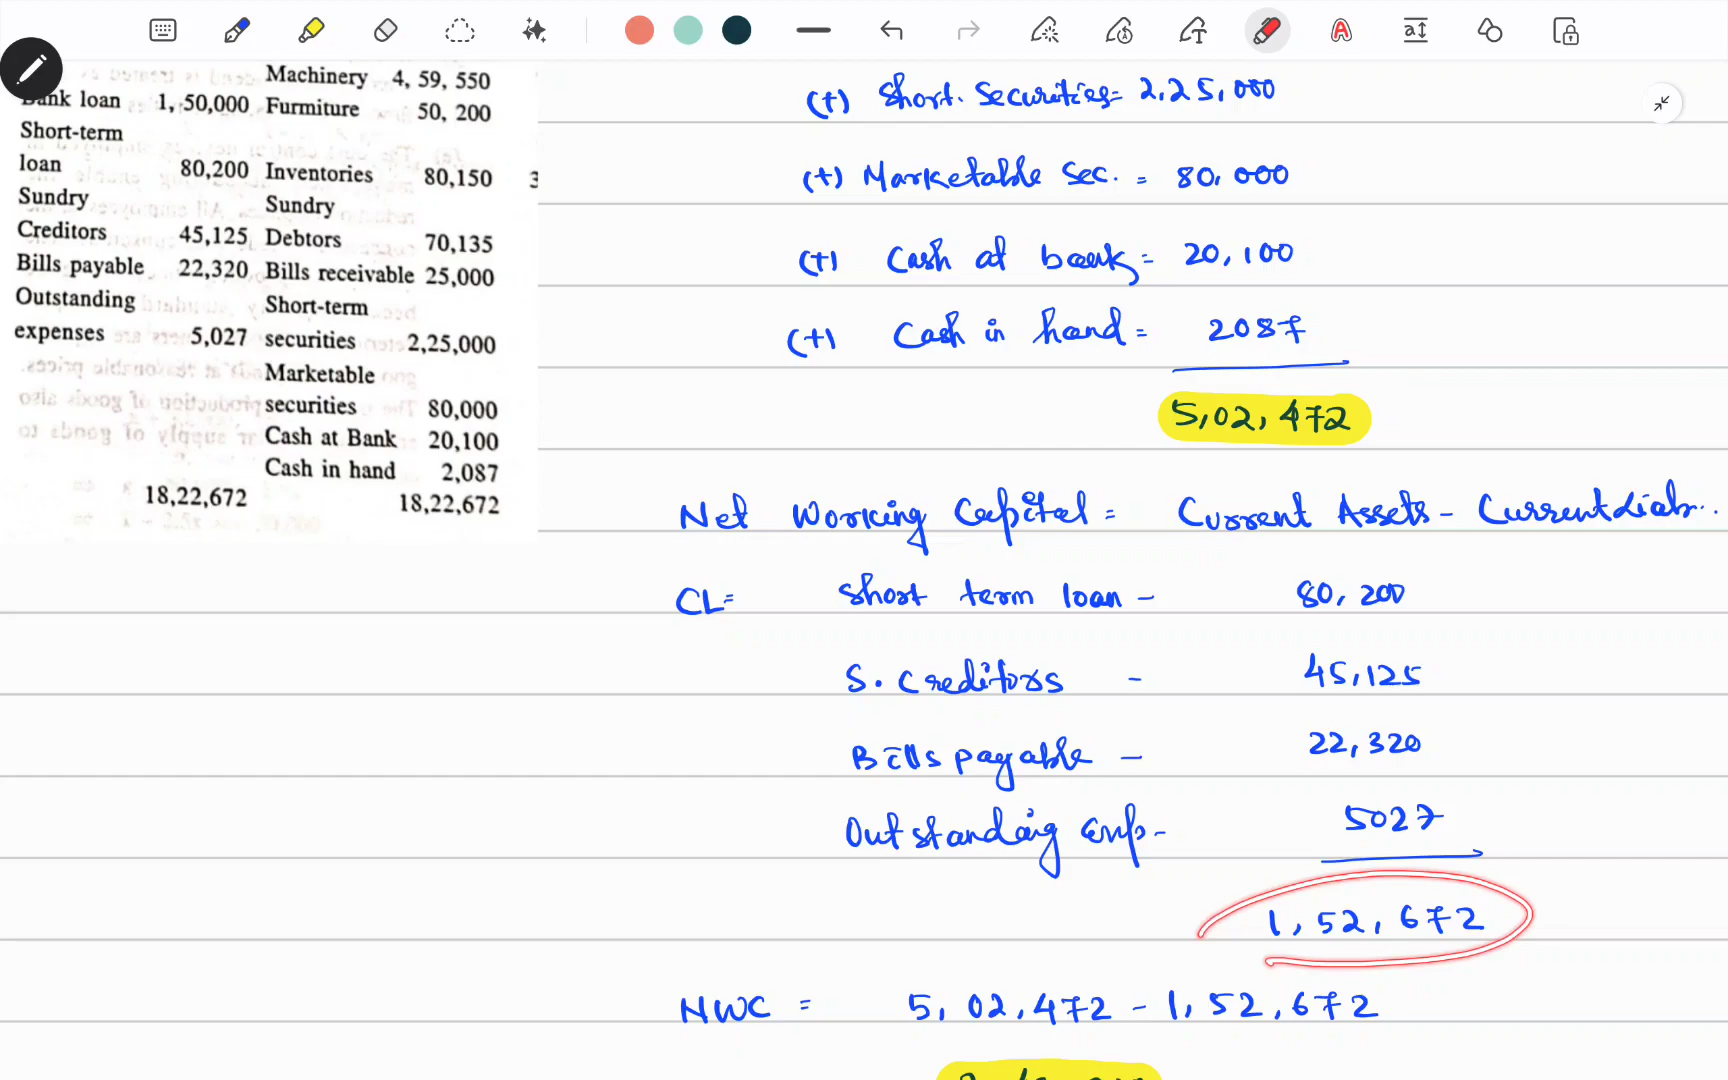 Machinery 4, 59, 550
Bank loan 1, 50,000 Furmiture 50, 200
Short-term
loan 80,200 Inventories 80,150 3
Sundry Sundry
Creditors 45,125 Debtors 70,135
Bills payable 22,320 Bills receivable 25,000
Outstanding Short-term
expenses 5,027 securities 2,25,000
Marketable
securities 80,000
Cash at Bank 20,100
Cash in hand 2,087
18,22,672 18,22,672
(+) Short. Securities= 2,25,000
(+) Marketable Sec. = 80,000
(+) Cash at bank= 20,100
(+) Cash in hand= 2087
5,02,472
Net Working Capital = Current Assets - Current Liab..
CL= Short term loan - 80,200
S. Creditors - 45,125
Bills payable - 22,320
Outstanding Exp- 5027
1,52,672
NWC = 5,02,472 - 1,52,672